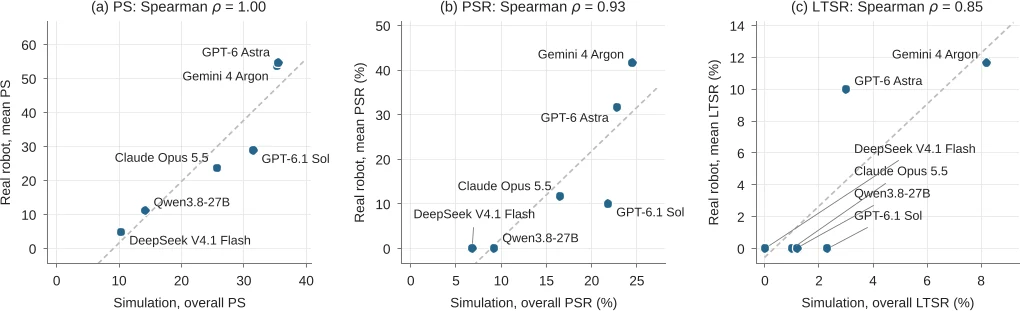 (a) PS: Spearman ρ = 1.00
Real robot, mean PS
60
50
40
30
20
10
0
GPT-6 Astra
Gemini 4 Argon
Claude Opus 5.5
GPT-6.1 Sol
Qwen3.8-27B
DeepSeek V4.1 Flash
0 10 20 30 40
Simulation, overall PS
(b) PSR: Spearman ρ = 0.93
Real robot, mean PSR (%)
50
40
30
20
10
0
Gemini 4 Argon
GPT-6 Astra
Claude Opus 5.5
DeepSeek V4.1 Flash
GPT-6.1 Sol
Qwen3.8-27B
0 5 10 15 20 25
Simulation, overall PSR (%)
(c) LTSR: Spearman ρ = 0.85
Real robot, mean LTSR (%)
14
12
10
8
6
4
2
0
Gemini 4 Argon
GPT-6 Astra
DeepSeek V4.1 Flash
Claude Opus 5.5
Qwen3.8-27B
GPT-6.1 Sol
0 2 4 6 8
Simulation, overall LTSR (%)